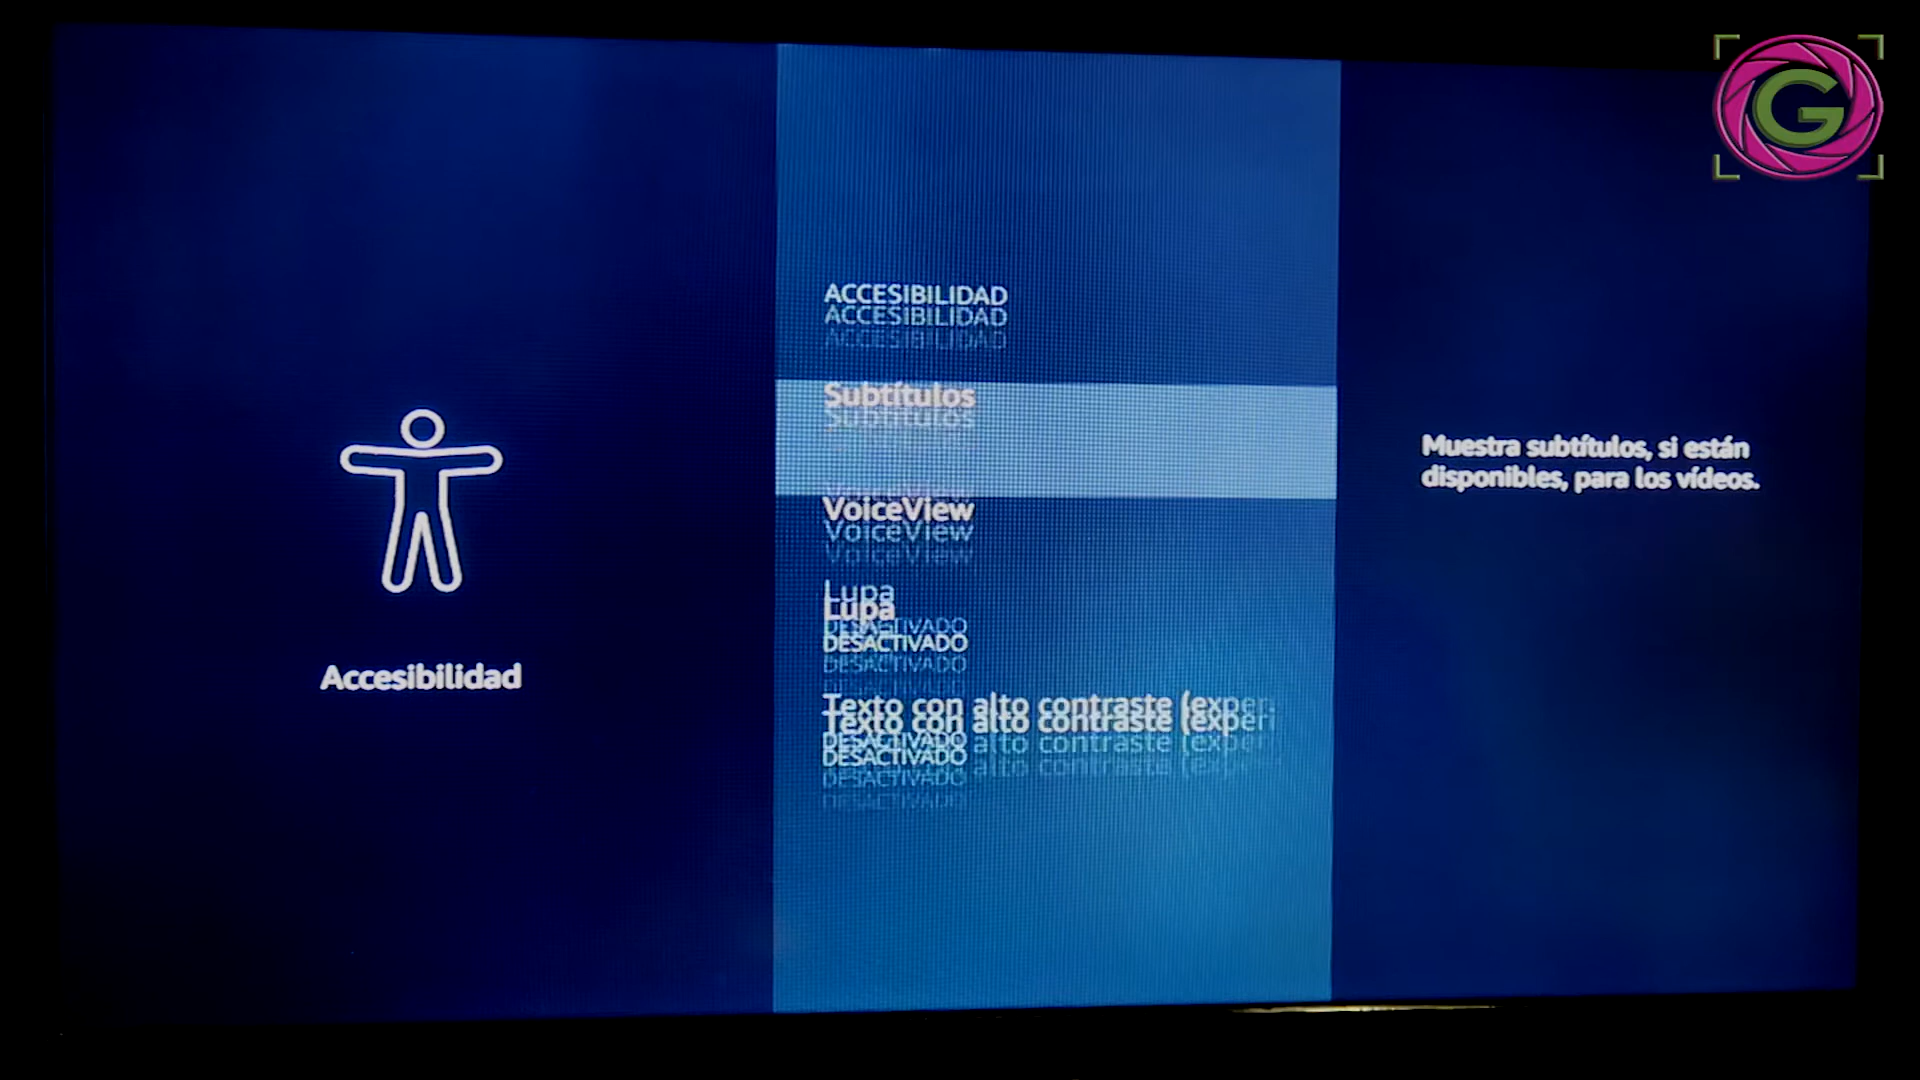 ACCESIBILIDAD
Subtítulos
VoiceView
Lupa
DESACTIVADO
Texto con alto contraste (experi
DESACTIVADO
Accesibilidad
Muestra subtítulos, si están
disponibles, para los vídeos.
G